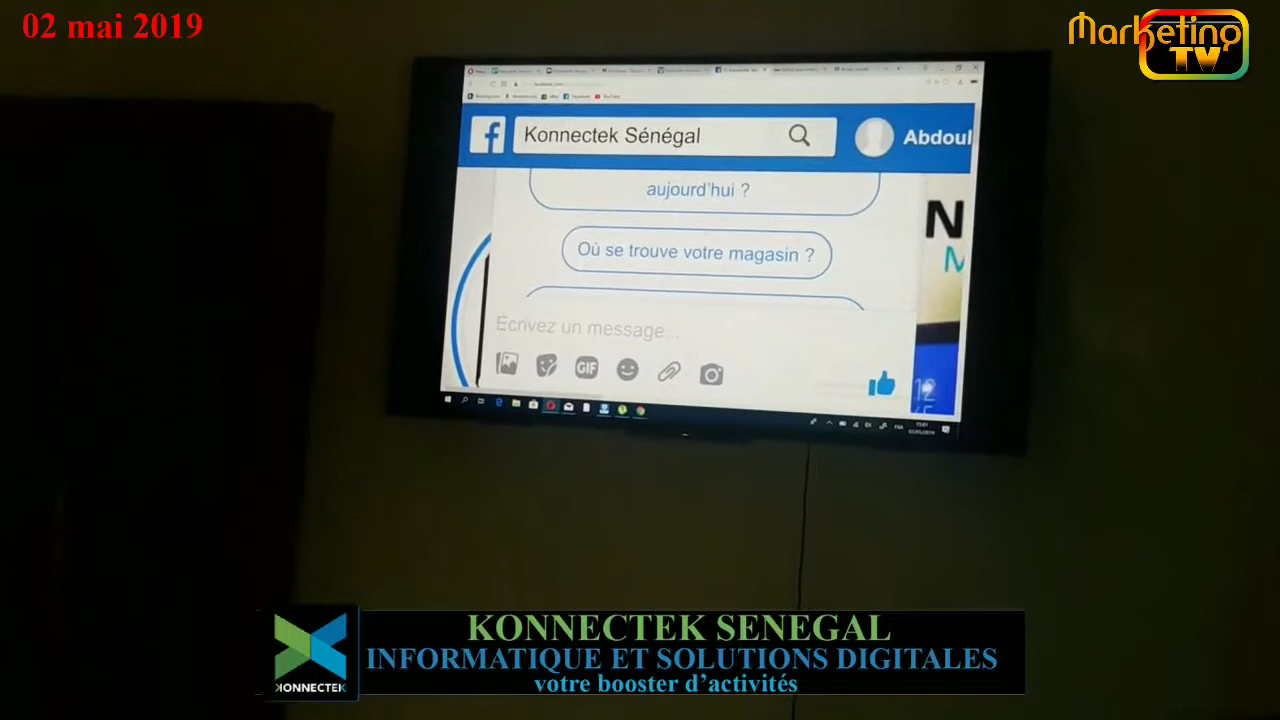 02 mai 2019
Marketing
TV
Konnectek Sénégal
Abdoul
aujourd'hui ?
Où se trouve votre magasin ?
N
M
Écrivez un message...
GIF
12
KONNECTEK SENEGAL
INFORMATIQUE ET SOLUTIONS DIGITALES
votre booster d'activités
KONNECTEK